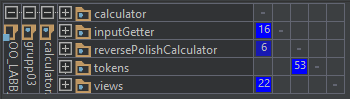 OO_LABB
grupp03
calculator
calculator -
inputGetter 16 -
reversePolishCalculator 6 -
tokens 53 -
views 22 -